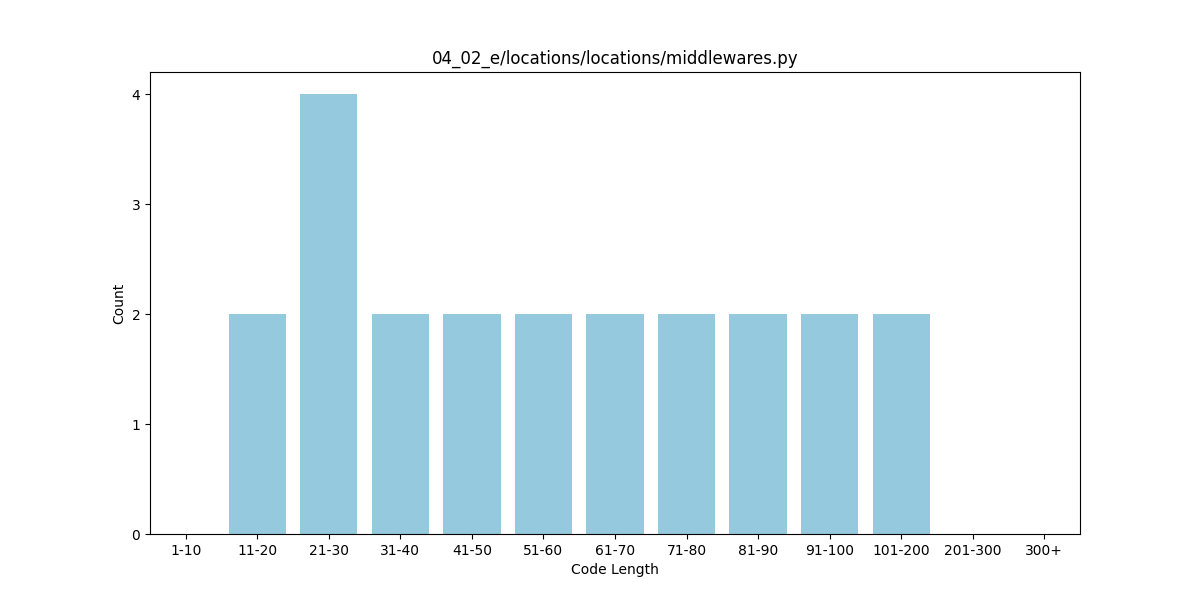 04_02_e/locations/locations/middlewares.py
Count
4
3
2
1
0
1-10 11-20 21-30 31-40 41-50 51-60 61-70 71-80 81-90 91-100 101-200 201-300 300+
Code Length